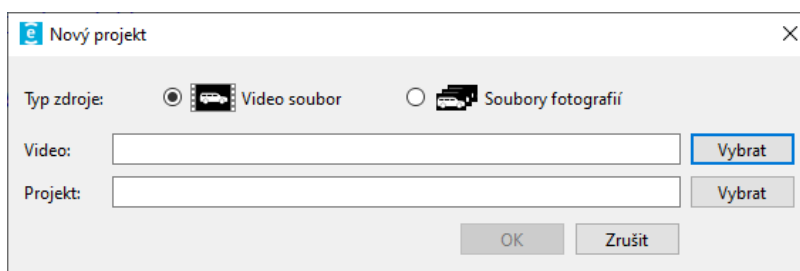 Nový projekt
Typ zdroje: Video soubor Soubory fotografií
Video: Vybrat
Projekt: Vybrat
OK Zrušit